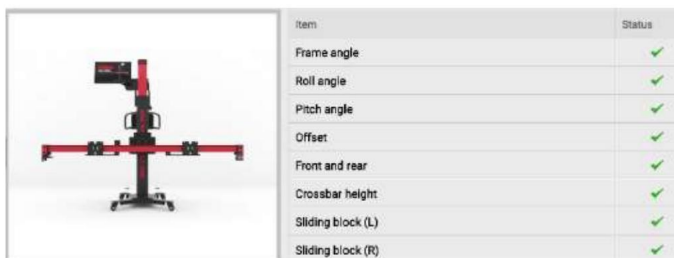 Item Status
Frame angle
Roll angle
Pitch angle
Offset
Front and rear
Crossbar height
Sliding block (L)
Sliding block (R)